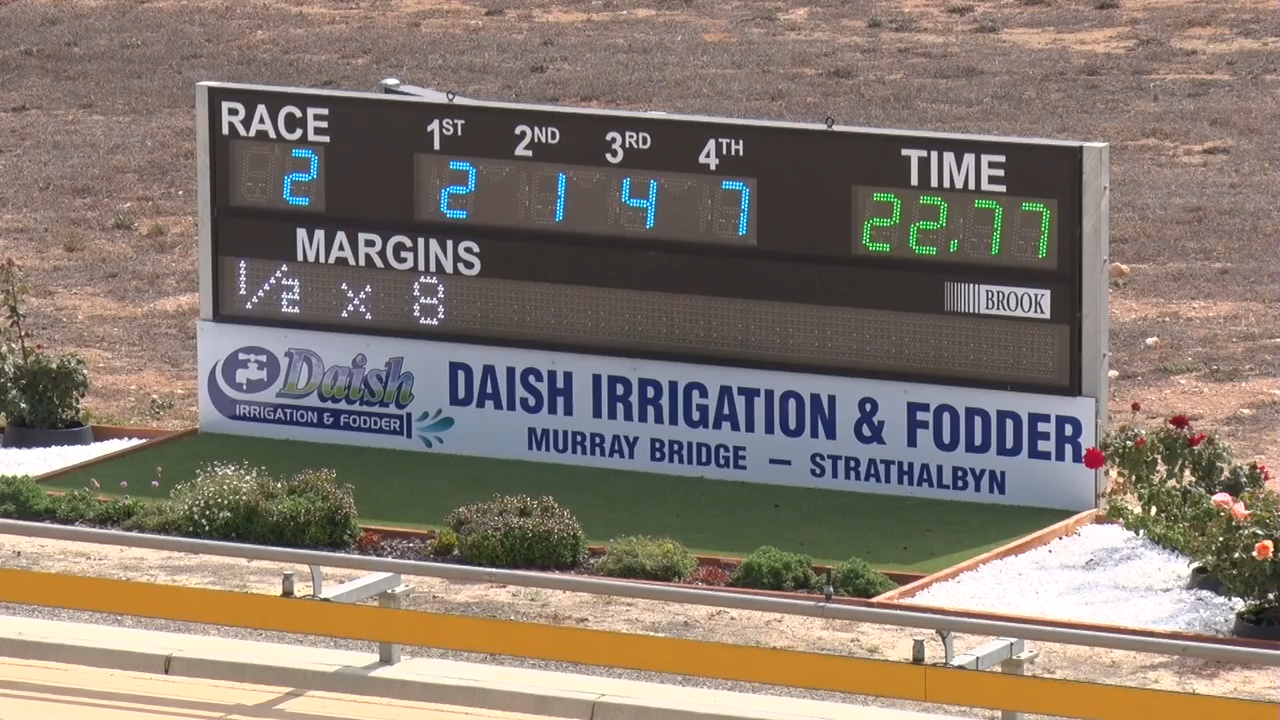 RACE 1ST 2ND 3RD 4TH TIME
2 2 1 4 7 22.77
MARGINS
1/2 x 8
BROOK
Daish
IRRIGATION & FODDER
DAISH IRRIGATION & FODDER
MURRAY BRIDGE — STRATHALBYN